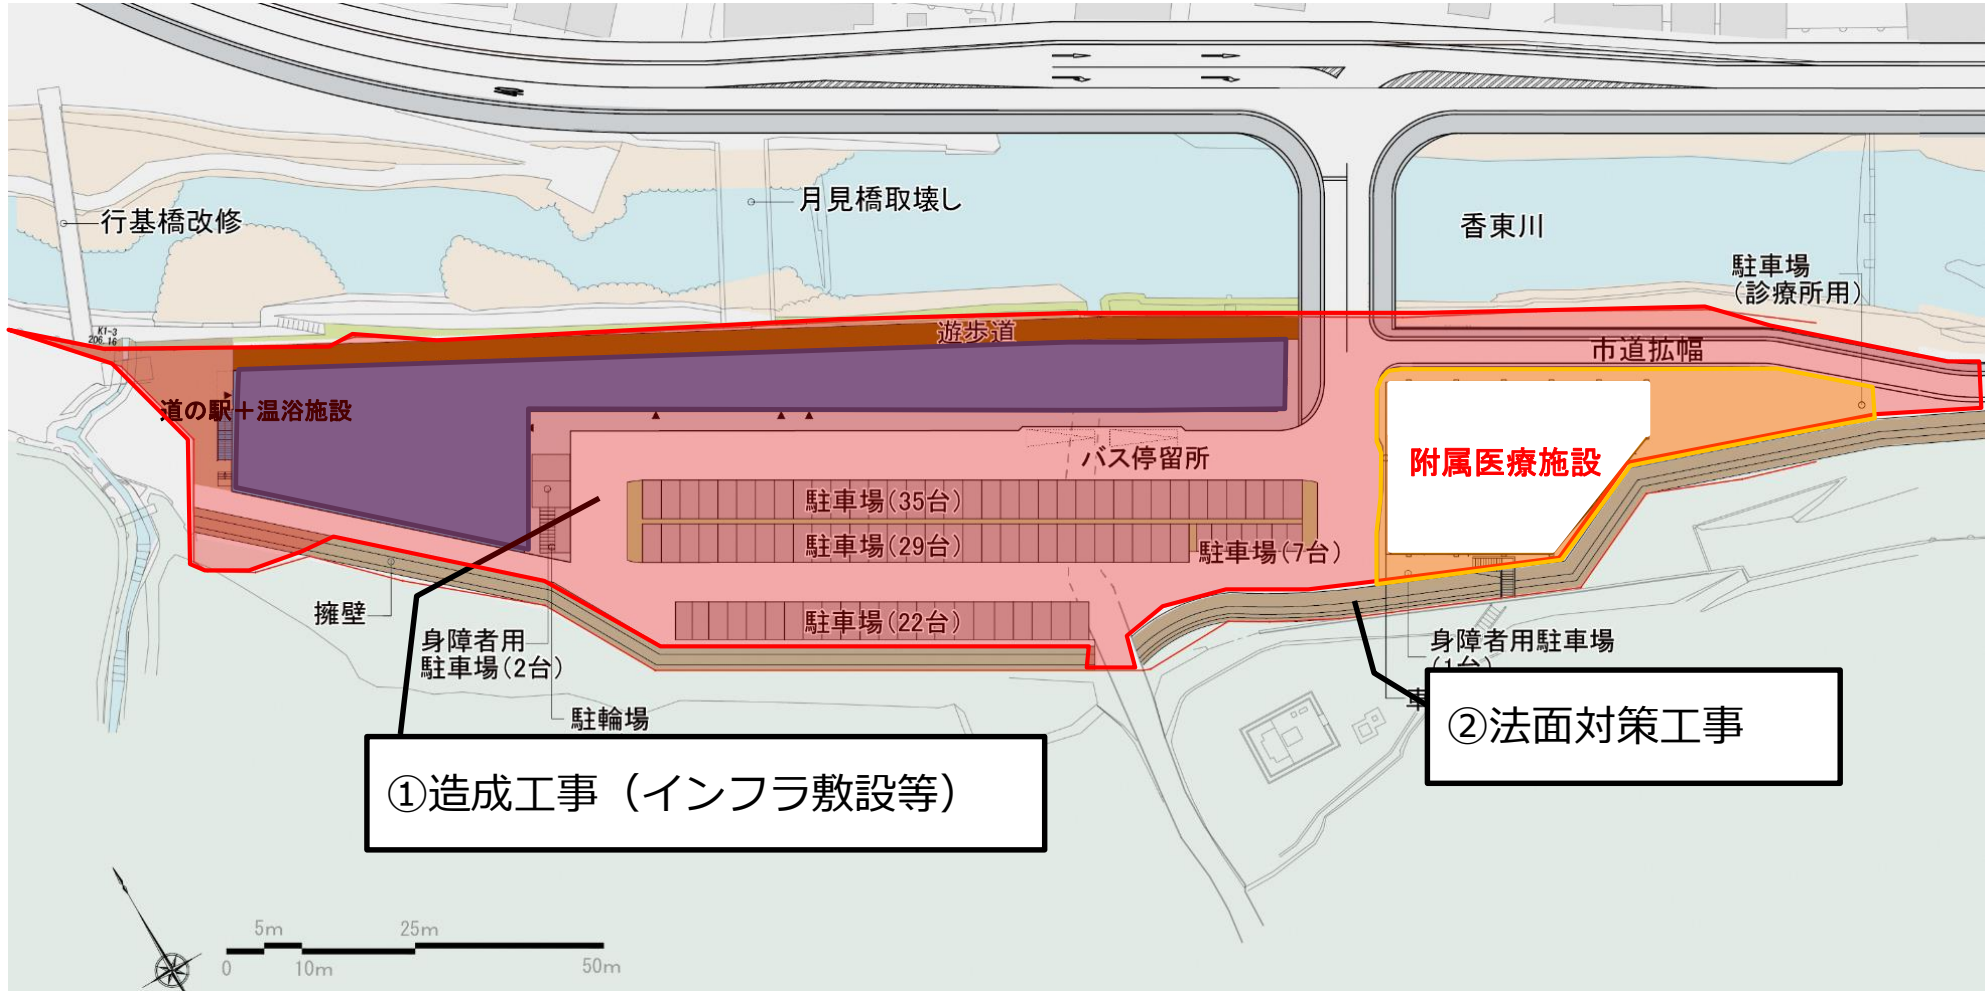 月見橋取壊し
行基橋改修
香東川
駐車場
(診療所用)
K1-3
206.16
遊歩道
市道拡幅
道の駅+温浴施設
バス停留所
附属医療施設
駐車場(35台)
駐車場(29台)
駐車場(7台)
擁壁
駐車場(22台)
身障者用
駐車場(2台)
身障者用駐車場
(1台)
駐輪場
②法面対策工事
①造成工事（インフラ敷設等）
5m
25m
0
10m
50m